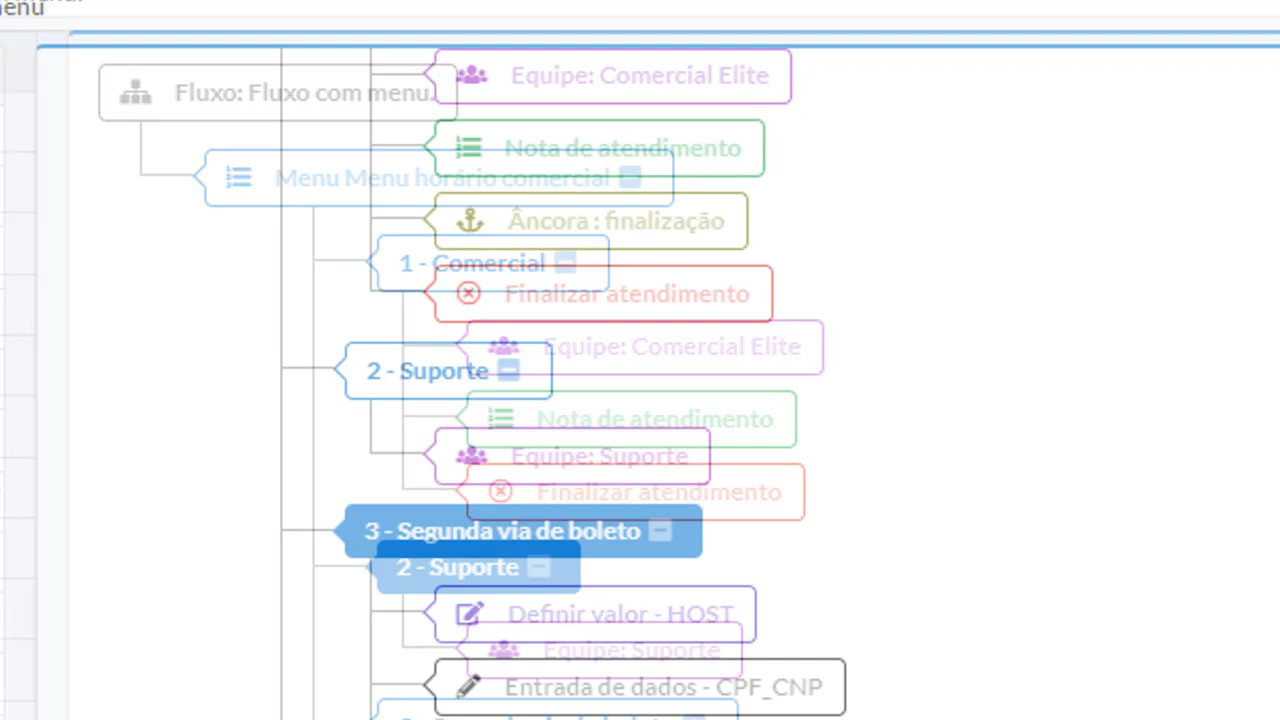 Equipe: Comercial Elite
Fluxo: Fluxo com menu.
Nota de atendimento
Menu Menu horário comercial
Âncora : finalização
1 - Comercial
Finalizar atendimento
Equipe: Comercial Elite
2 - Suporte
Nota de atendimento
Equipe: Suporte
Finalizar atendimento
3 - Segunda via de boleto
2 - Suporte
Definir valor - HOST
Equipe: Suporte
Entrada de dados - CPF_CNP